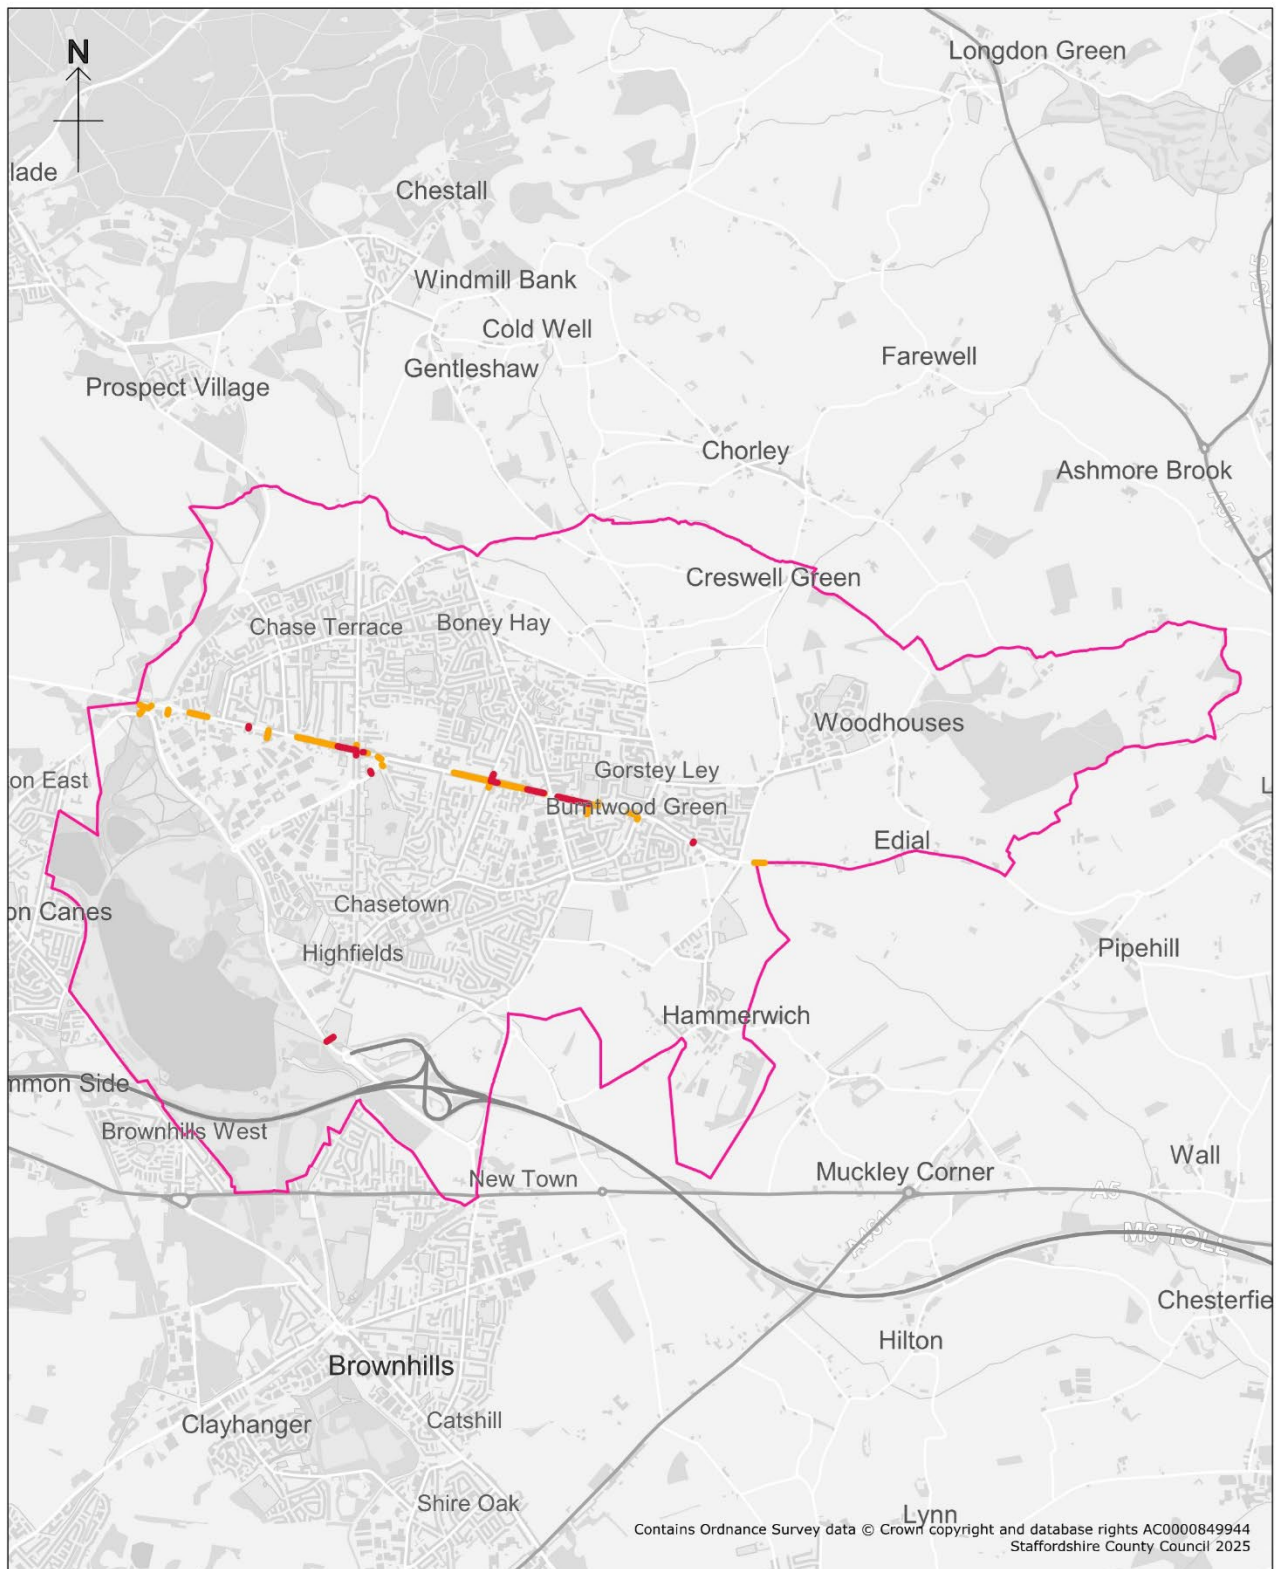 N
Longdon Green
lade
Chestall
A515
Windmill Bank
Cold Well
Farewell
Gentleshaw
Prospect Village
Chorley
Ashmore Brook
A51
Creswell Green
Chase Terrace
Boney Hay
Woodhouses
on East
Gorstey Ley
L
Burntwood Green
Edial
Chasetown
on Canes
Highfields
Pipehill
Hammerwich
mmon Side
Brownhills West
Wall
New Town
Muckley Corner
A5
A461
M6 TOLL
Chesterfie
Hilton
Brownhills
Catshill
Clayhanger
Shire Oak
Lynn
Contains Ordnance Survey data © Crown copyright and database rights AC0000849944
Staffordshire County Council 2025